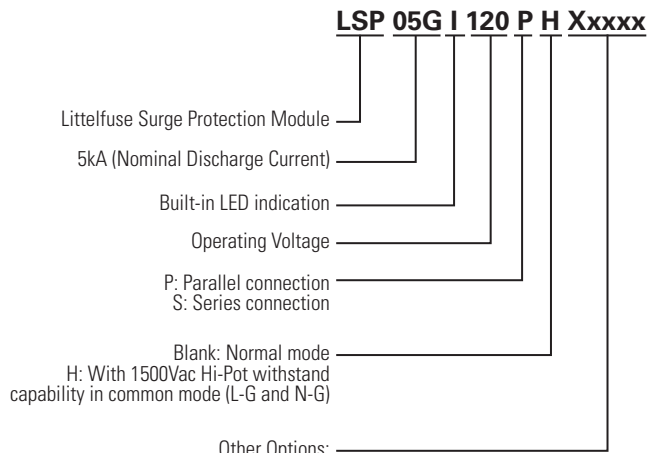 LSP 05G I 120 P H Xxxxx
Littelfuse Surge Protection Module
5kA (Nominal Discharge Current)
Built-in LED indication
Operating Voltage
P: Parallel connection
S: Series connection
Blank: Normal mode
H: With 1500Vac Hi-Pot withstand
capability in common mode (L-G and N-G)
Other Options: